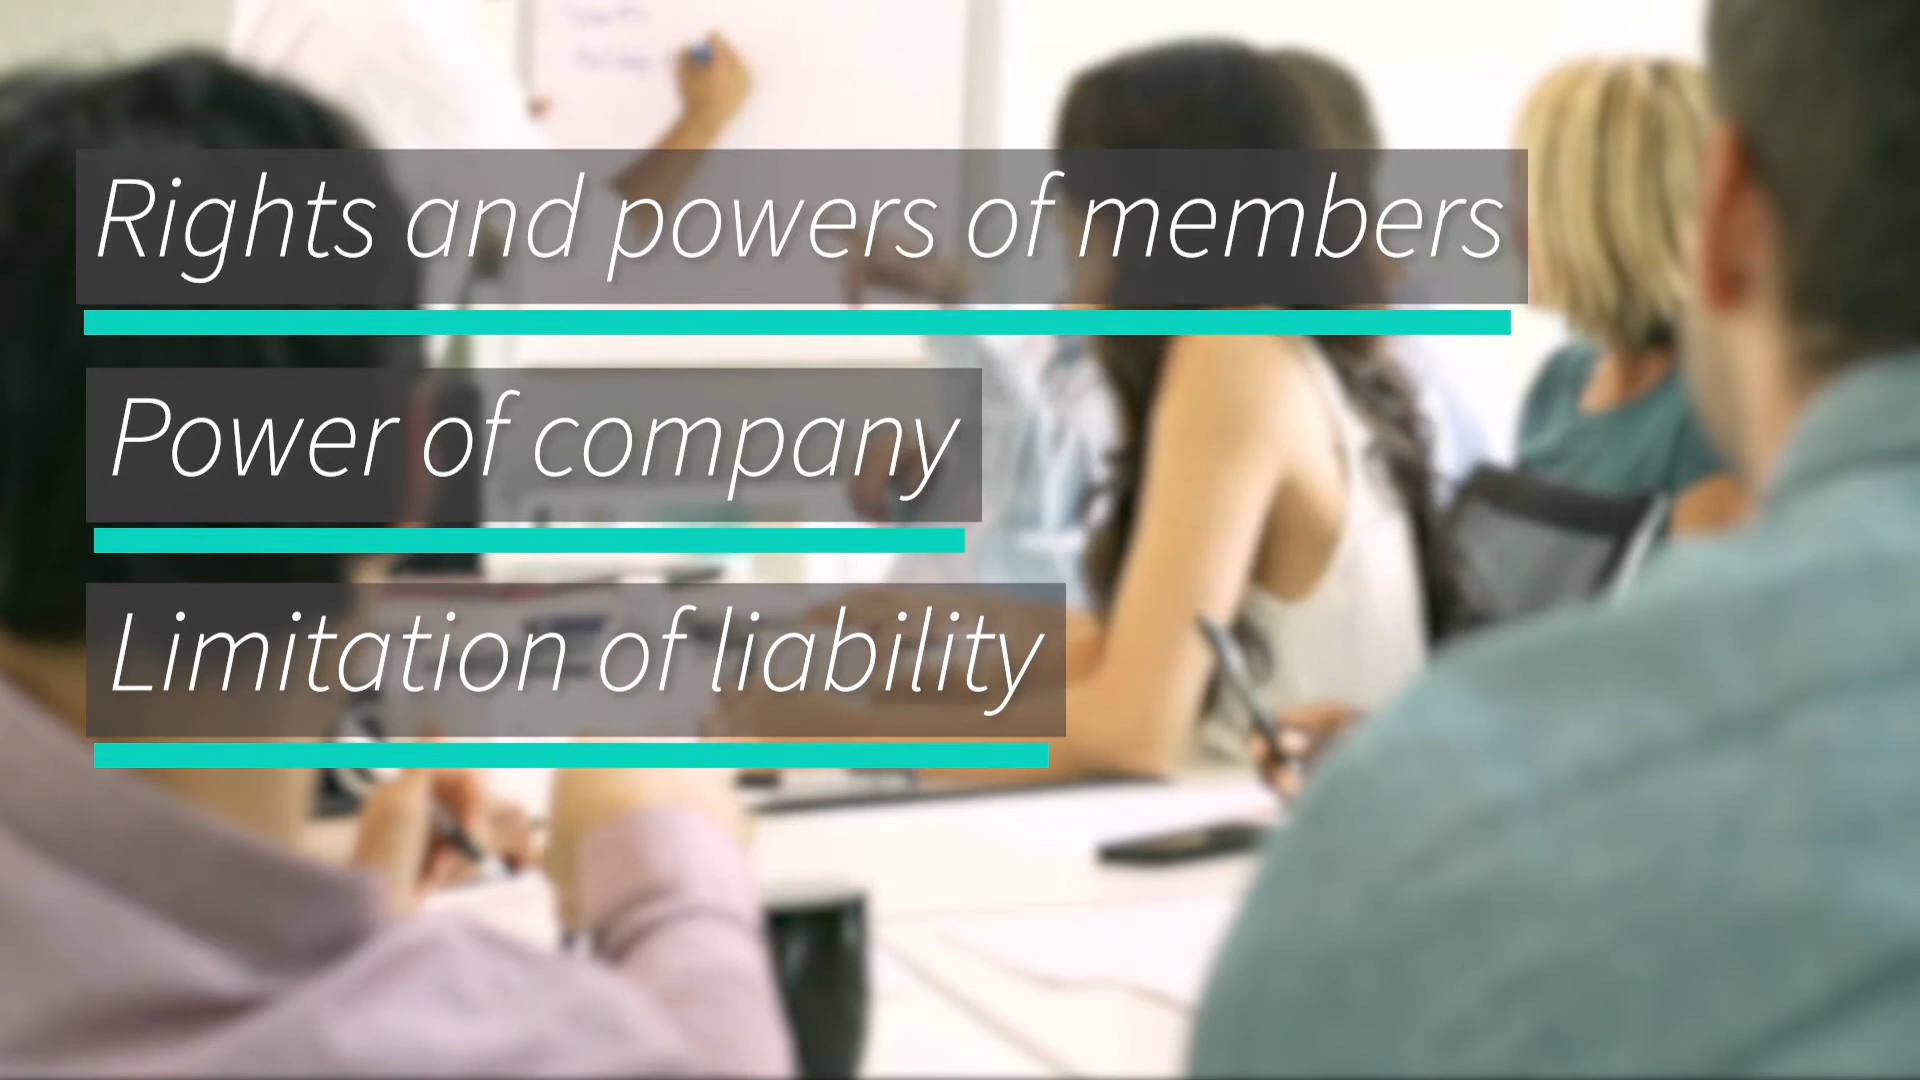 Rights and powers of members
Power of company
Limitation of liability